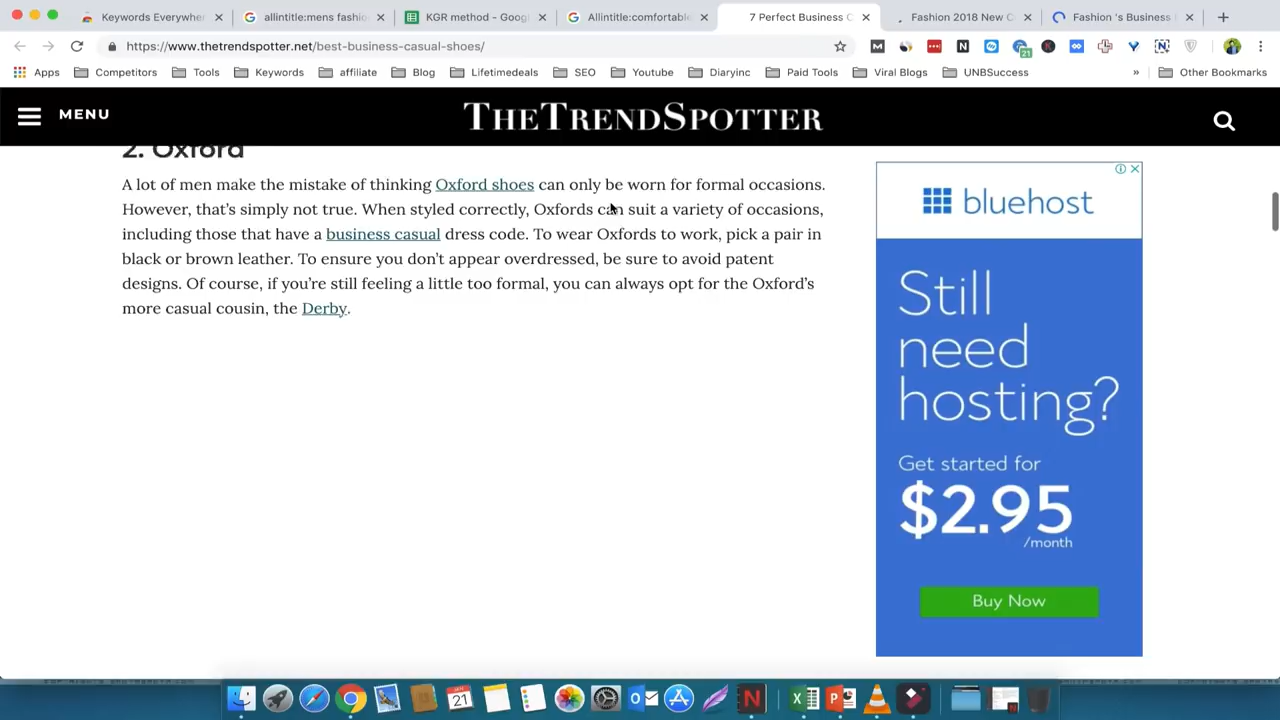 Keywords Everywhe
allintitle:mens fashio
KGR method - Goog
Allintitle:comfortable
7 Perfect Business C
Fashion 2018 New C
Fashion 's Business
https://www.thetrendspotter.net/best-business-casual-shoes/
21
Apps
Competitors
Tools
Keywords
affiliate
Blog
Lifetimedeals
SEO
Youtube
Diaryinc
Paid Tools
Viral Blogs
UNBSuccess
»
Other Bookmarks
MENU
THETRENDSPOTTER
2. Oxford
A lot of men make the mistake of thinking Oxford shoes can only be worn for formal occasions.
However, that's simply not true. When styled correctly, Oxfords can suit a variety of occasions,
including those that have a business casual dress code. To wear Oxfords to work, pick a pair in
black or brown leather. To ensure you don't appear overdressed, be sure to avoid patent
designs. Of course, if you're still feeling a little too formal, you can always opt for the Oxford's
more casual cousin, the Derby.
bluehost
Still
need
hosting?
Get started for
$2.95
/month
Buy Now
21